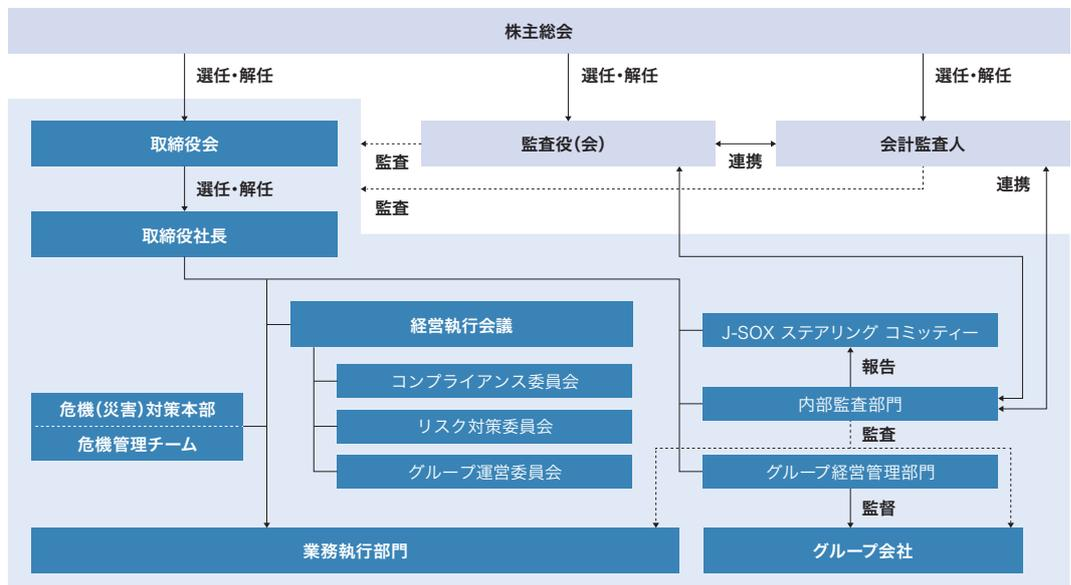 株主総会
選任・解任
選任・解任
選任・解任
取締役会
監査
監査役(会)
連携
会計監査人
選任・解任
監査
連携
取締役社長
経営執行会議
J-SOX ステアリング コミッティー
報告
コンプライアンス委員会
内部監査部門
危機(災害)対策本部
危機管理チーム
リスク対策委員会
監査
グループ運営委員会
グループ経営管理部門
監督
業務執行部門
グループ会社